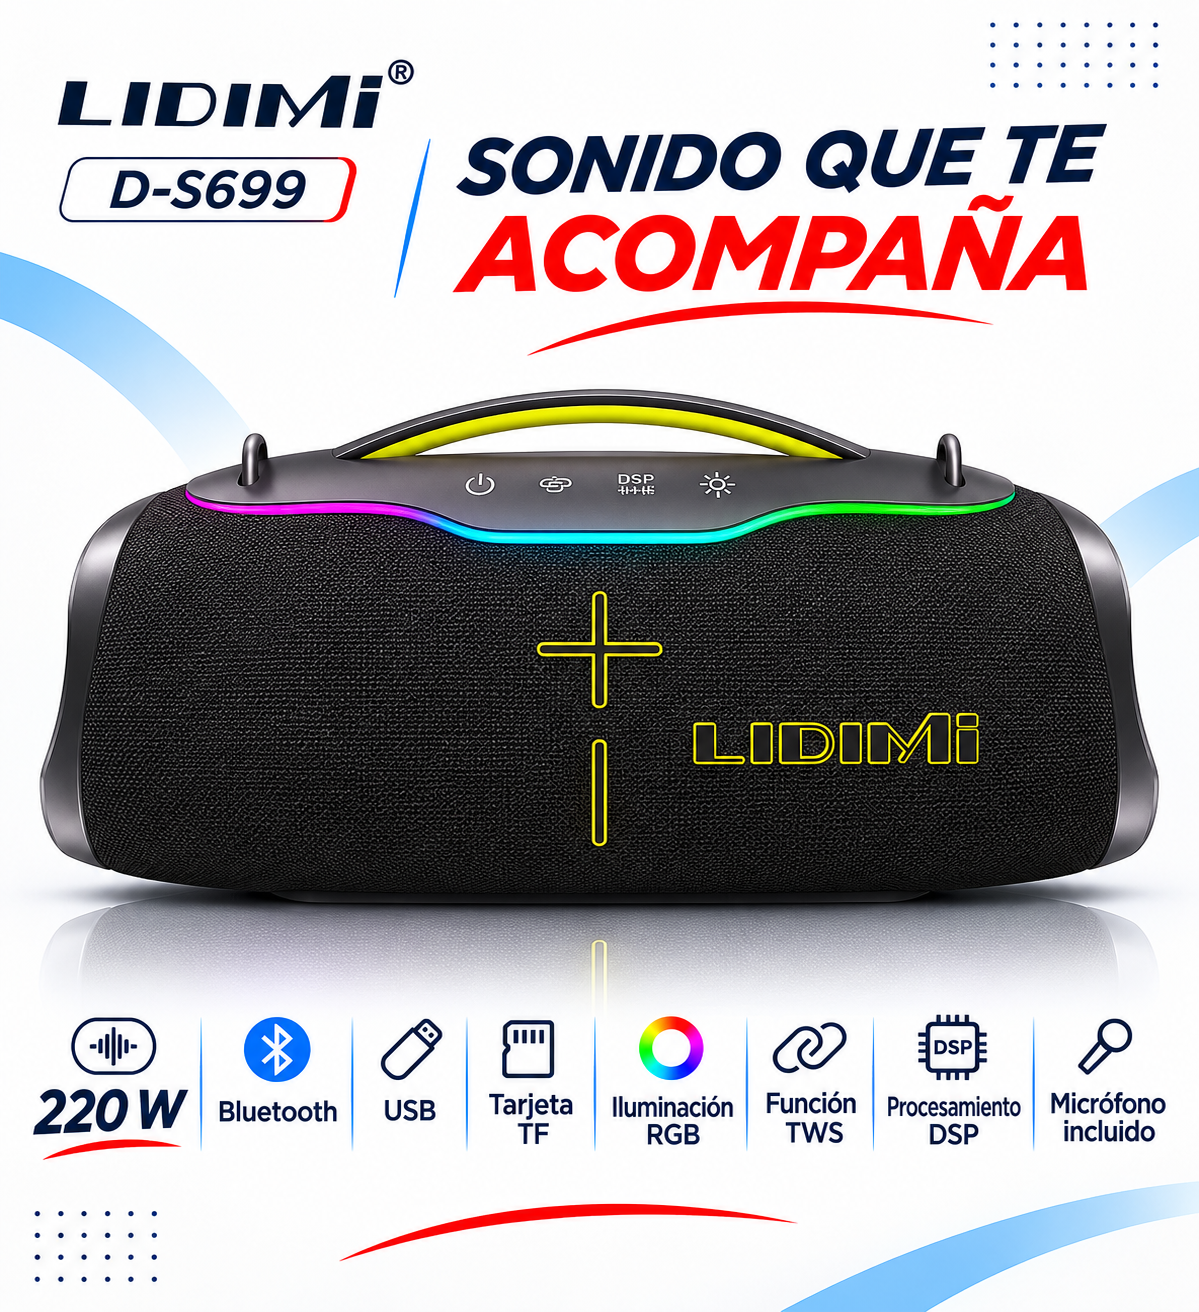 LIDIMi®
D-S699
SONIDO QUE TE
ACOMPAÑA
DSP
LIDIMi
220 W
Bluetooth
USB
Tarjeta
TF
Iluminación
RGB
Función
TWS
DSP
Procesamiento
DSP
Micrófono
incluido